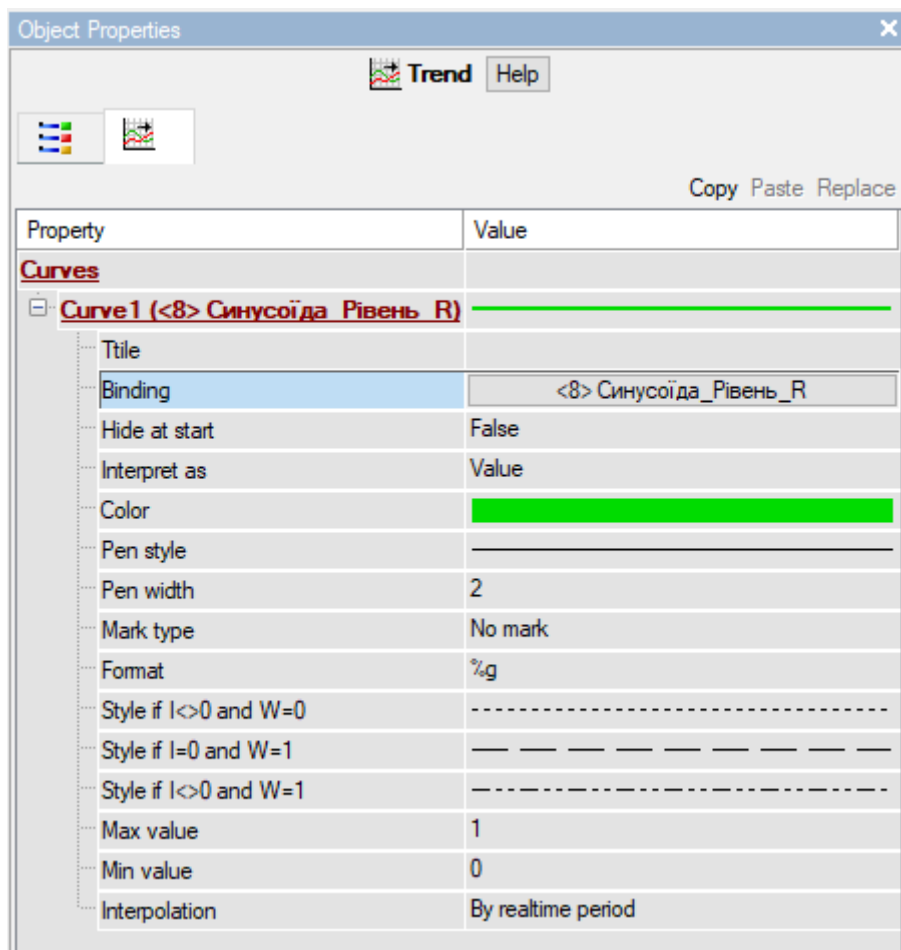 Object Properties
Trend Help
Copy Paste Replace
Property Value
Curves
Curve1 (<8> Синусоїда_Рівень_R)
Ttile
Binding <8> Синусоїда_Рівень_R
Hide at start False
Interpret as Value
Color
Pen style
Pen width 2
Mark type No mark
Format %g
Style if I<>0 and W=0
Style if I=0 and W=1
Style if I<>0 and W=1
Max value 1
Min value 0
Interpolation By realtime period